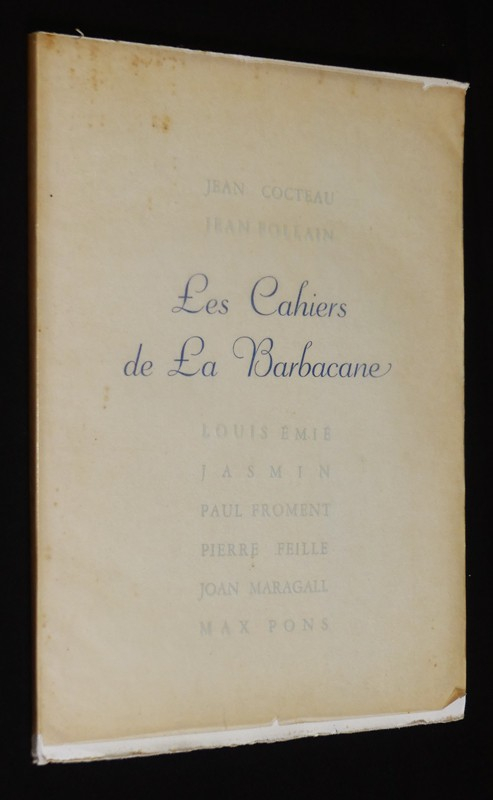 JEAN COCTEAU
JEAN FOLLAIN
Les Cahiers
de La Barbacane
LOUIS EMIE
JASMIN
PAUL FROMENT
PIERRE FEILLE
JOAN MARAGALL
MAX PONS